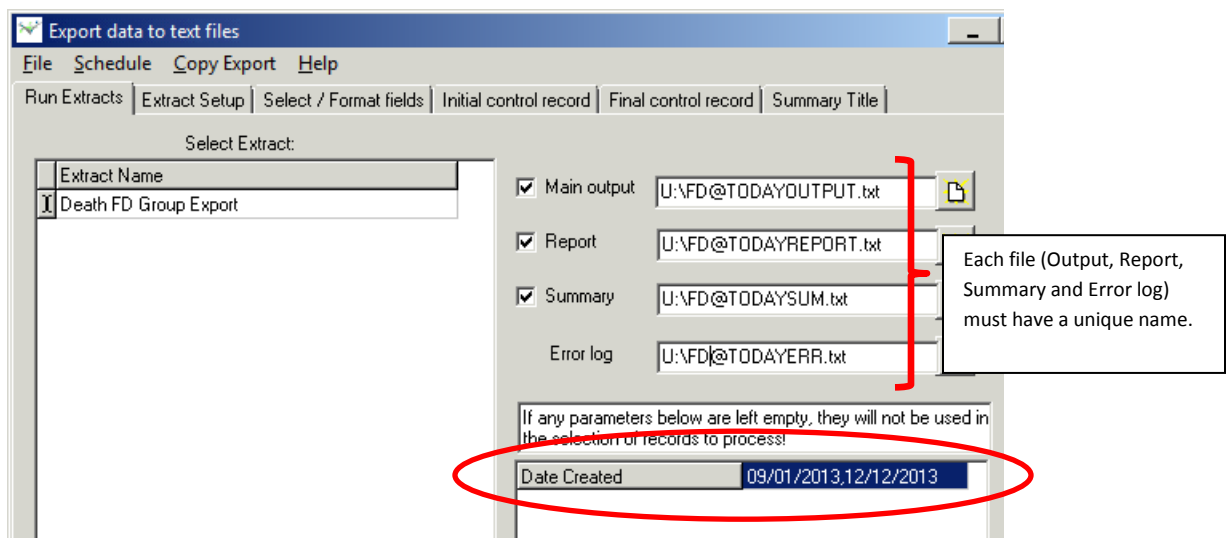 Export data to text files
File Schedule Copy Export Help
Run Extracts Extract Setup Select / Format fields Initial control record Final control record Summary Title
Select Extract:
Extract Name
Death FD Group Export
Main output U:\FD@TODAYOUTPUT.txt
Report U:\FD@TODAYREPORT.txt
Summary U:\FD@TODAYSUM.txt
Error log U:\FD@TODAYERR.txt
Each file (Output, Report,
Summary and Error log)
must have a unique name.
If any parameters below are left empty, they will not be used in
the selection of records to process!
Date Created 09/01/2013,12/12/2013